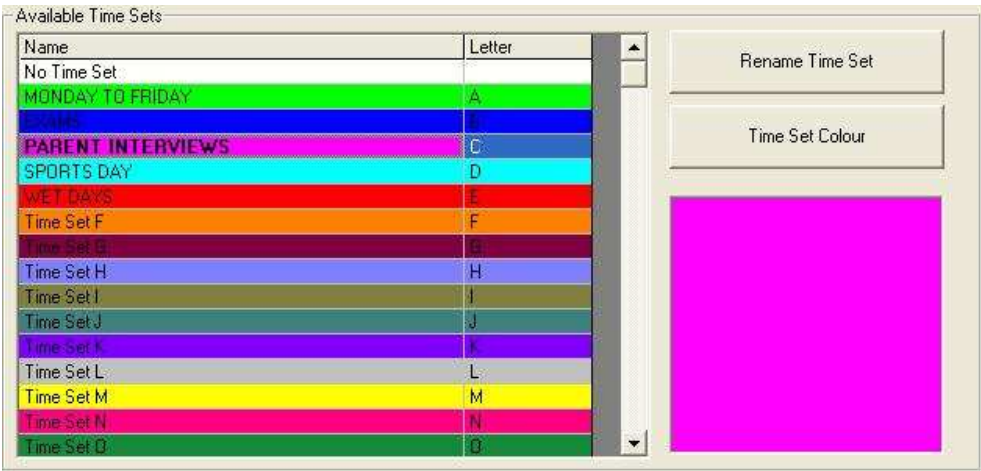 Available Time Sets
Name Letter
No Time Set
MONDAY TO FRIDAY A
EXAMS B
PARENT INTERVIEWS C
SPORTS DAY D
WET DAYS E
Time Set F F
Time Set G G
Time Set H H
Time Set I I
Time Set J J
Time Set K K
Time Set L L
Time Set M M
Time Set N N
Time Set O O
Rename Time Set
Time Set Colour